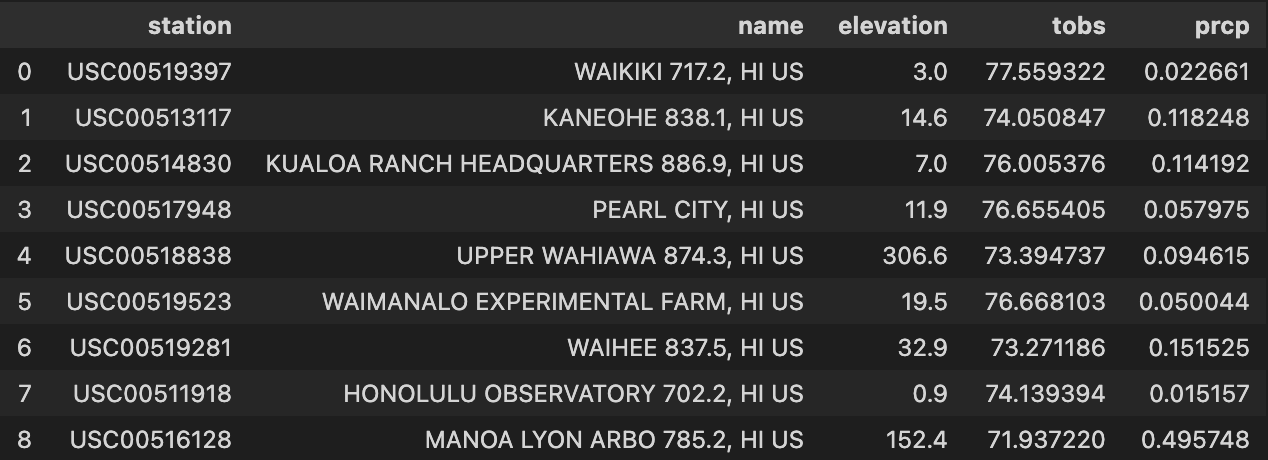 station name elevation tobs prcp
0 USC00519397 WAIKIKI 717.2, HI US 3.0 77.559322 0.022661
1 USC00513117 KANEOHE 838.1, HI US 14.6 74.050847 0.118248
2 USC00514830 KUALOA RANCH HEADQUARTERS 886.9, HI US 7.0 76.005376 0.114192
3 USC00517948 PEARL CITY, HI US 11.9 76.655405 0.057975
4 USC00518838 UPPER WAHIAWA 874.3, HI US 306.6 73.394737 0.094615
5 USC00519523 WAIMANALO EXPERIMENTAL FARM, HI US 19.5 76.668103 0.050044
6 USC00519281 WAIHEE 837.5, HI US 32.9 73.271186 0.151525
7 USC00511918 HONOLULU OBSERVATORY 702.2, HI US 0.9 74.139394 0.015157
8 USC00516128 MANOA LYON ARBO 785.2, HI US 152.4 71.937220 0.495748